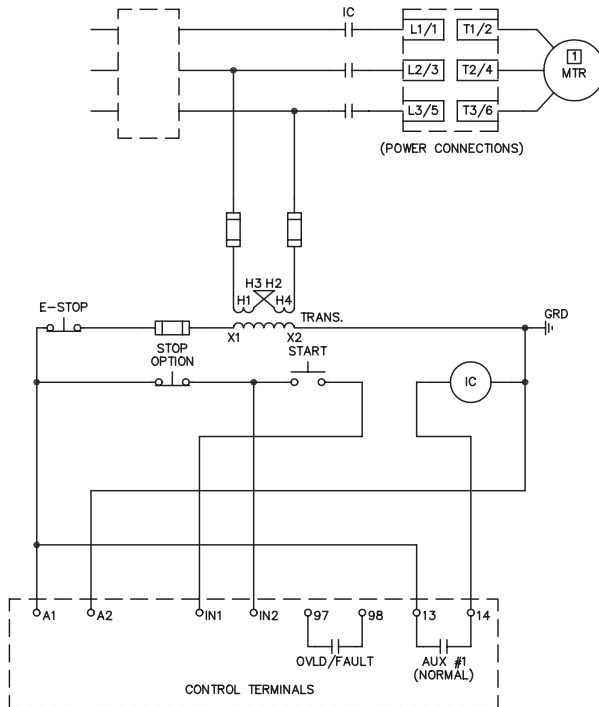 IC
L1/1 T1/2
1
L2/3 T2/4 MTR
L3/5 T3/6
(POWER CONNECTIONS)
H3 H2
H1 H4
E-STOP
TRANS.
GRD
X1 X2
STOP
OPTION
START
IC
A1 A2 IN1 IN2 97 98 13 14
OVLD/FAULT
AUX #1
(NORMAL)
CONTROL TERMINALS